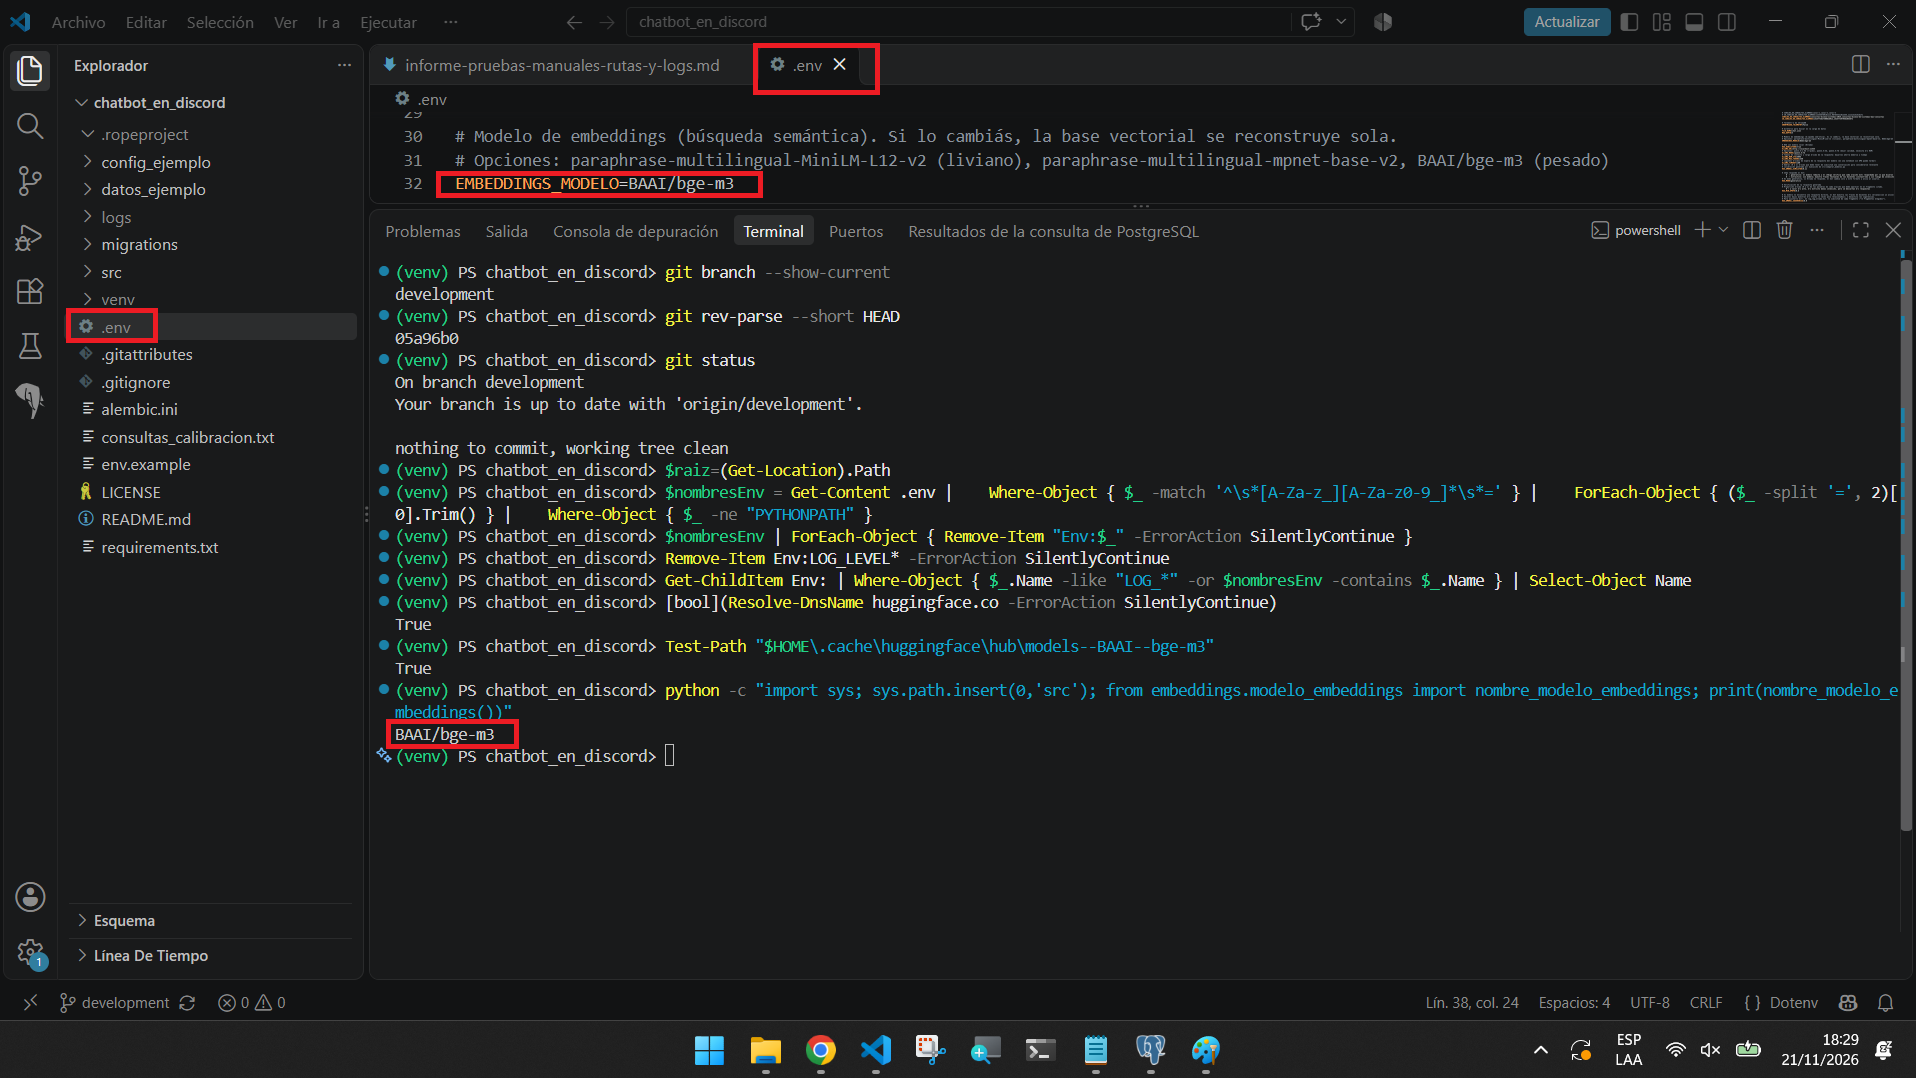 Archivo Editar Selección Ver Ir a Ejecutar ···
chatbot_en_discord
Actualizar
Explorador
chatbot_en_discord
.ropeproject
config_ejemplo
datos_ejemplo
logs
migrations
src
venv
.env
.gitattributes
.gitignore
alembic.ini
consultas_calibracion.txt
env.example
LICENSE
README.md
requirements.txt
Esquema
Línea De Tiempo
1
informe-pruebas-manuales-rutas-y-logs.md
.env
.env
29
30 # Modelo de embeddings (búsqueda semántica). Si lo cambiás, la base vectorial se reconstruye sola.
31 # Opciones: paraphrase-multilingual-MiniLM-L12-v2 (liviano), paraphrase-multilingual-mpnet-base-v2, BAAI/bge-m3 (pesado)
32 EMBEDDINGS_MODELO=BAAI/bge-m3
Problemas Salida Consola de depuración Terminal Puertos Resultados de la consulta de PostgreSQL
powershell
(venv) PS chatbot_en_discord> git branch --show-current
development
(venv) PS chatbot_en_discord> git rev-parse --short HEAD
05a96b0
(venv) PS chatbot_en_discord> git status
On branch development
Your branch is up to date with 'origin/development'.
nothing to commit, working tree clean
(venv) PS chatbot_en_discord> $raiz=(Get-Location).Path
(venv) PS chatbot_en_discord> $nombresEnv = Get-Content .env |    Where-Object { $_ -match '^\s*[A-Za-z_][A-Za-z0-9_]*\s*=' } |    ForEach-Object { ($_ -split '=', 2)[
0].Trim() } |    Where-Object { $_ -ne "PYTHONPATH" }
(venv) PS chatbot_en_discord> $nombresEnv | ForEach-Object { Remove-Item "Env:$_" -ErrorAction SilentlyContinue }
(venv) PS chatbot_en_discord> Remove-Item Env:LOG_LEVEL* -ErrorAction SilentlyContinue
(venv) PS chatbot_en_discord> Get-ChildItem Env: | Where-Object { $_.Name -like "LOG_*" -or $nombresEnv -contains $_.Name } | Select-Object Name
(venv) PS chatbot_en_discord> [bool](Resolve-DnsName huggingface.co -ErrorAction SilentlyContinue)
True
(venv) PS chatbot_en_discord> Test-Path "$HOME\.cache\huggingface\hub\models--BAAI--bge-m3"
True
(venv) PS chatbot_en_discord> python -c "import sys; sys.path.insert(0,'src'); from embeddings.modelo_embeddings import nombre_modelo_embeddings; print(nombre_modelo_e
mbeddings())"
BAAI/bge-m3
(venv) PS chatbot_en_discord>
development 0 0
Lín. 38, col. 24 Espacios: 4 UTF-8 CRLF { } Dotenv
ESP
LAA
18:29
21/11/2026